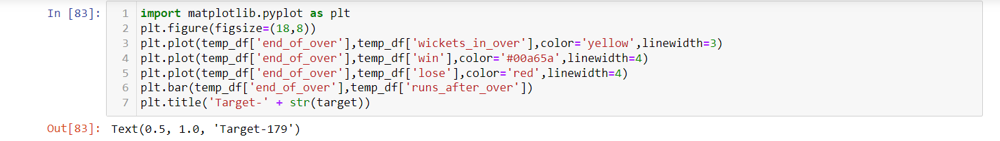 In [83]:
1 import matplotlib.pyplot as plt
2 plt.figure(figsize=(18,8))
3 plt.plot(temp_df['end_of_over'],temp_df['wickets_in_over'],color='yellow',linewidth=3)
4 plt.plot(temp_df['end_of_over'],temp_df['win'],color='#00a65a',linewidth=4)
5 plt.plot(temp_df['end_of_over'],temp_df['lose'],color='red',linewidth=4)
6 plt.bar(temp_df['end_of_over'],temp_df['runs_after_over'])
7 plt.title('Target-' + str(target))
Out[83]: Text(0.5, 1.0, 'Target-179')